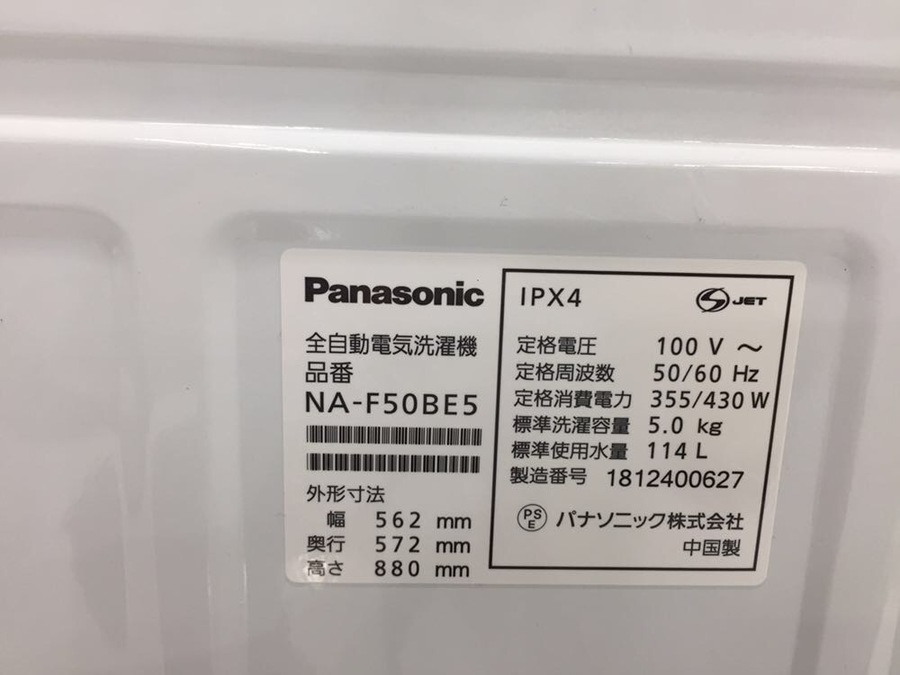 Panasonic
全自動電気洗濯機
品番
NA-F50BE5
外形寸法
幅 562 mm
奥行 572 mm
高さ 880 mm
IPX4
JET
定格電圧 100 V ～
定格周波数 50/60 Hz
定格消費電力 355/430 W
標準洗濯容量 5.0 kg
標準使用水量 114 L
製造番号 1812400627
PSE パナソニック株式会社
中国製